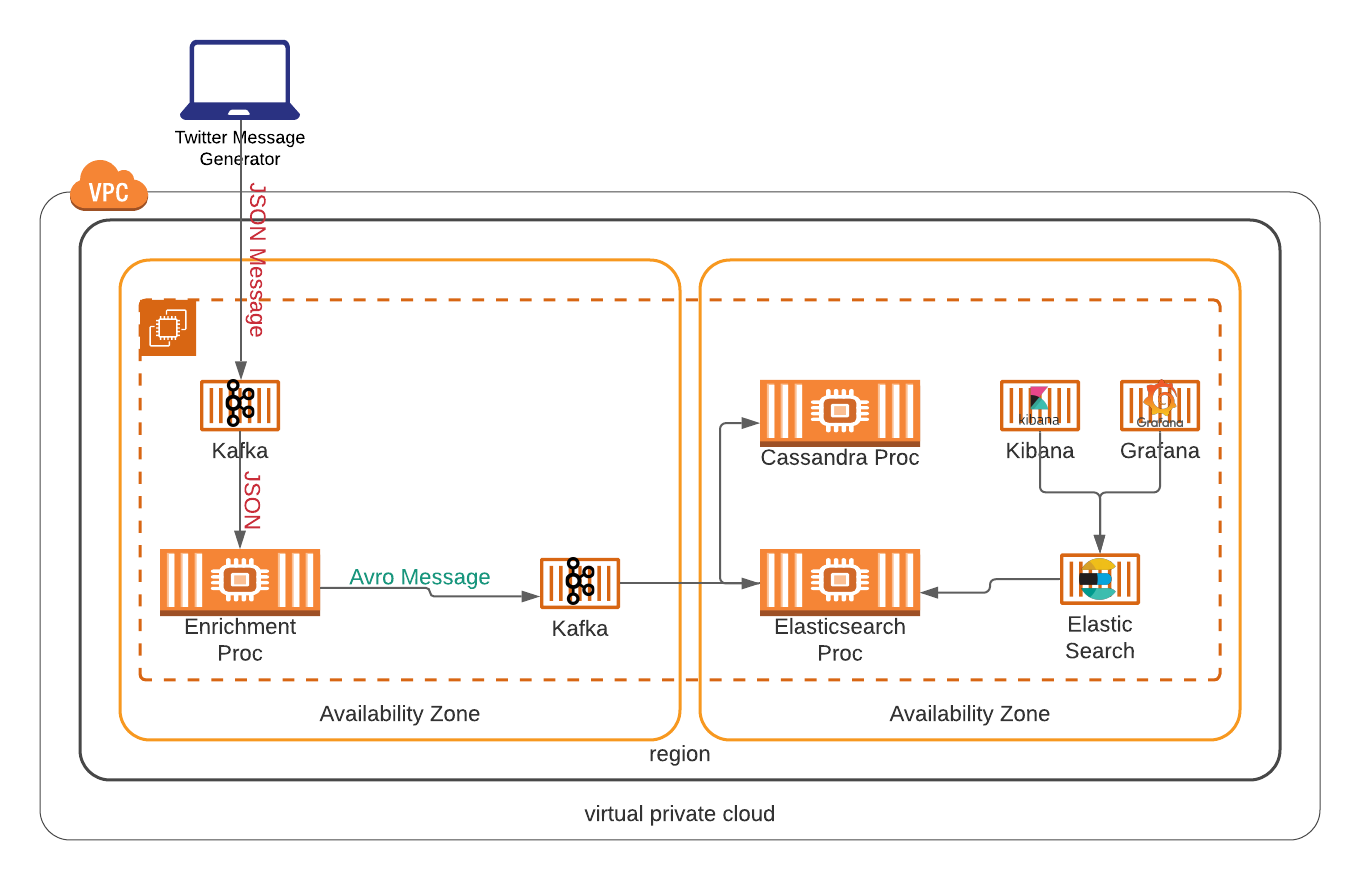 Twitter Message
Generator
VPC
JSON Message
Kafka
JSON
Enrichment
Proc
Avro Message
Kafka
Cassandra Proc
Elasticsearch
Proc
kibana
Kibana
Grafana
Grafana
Elastic
Search
Availability Zone
Availability Zone
region
virtual private cloud